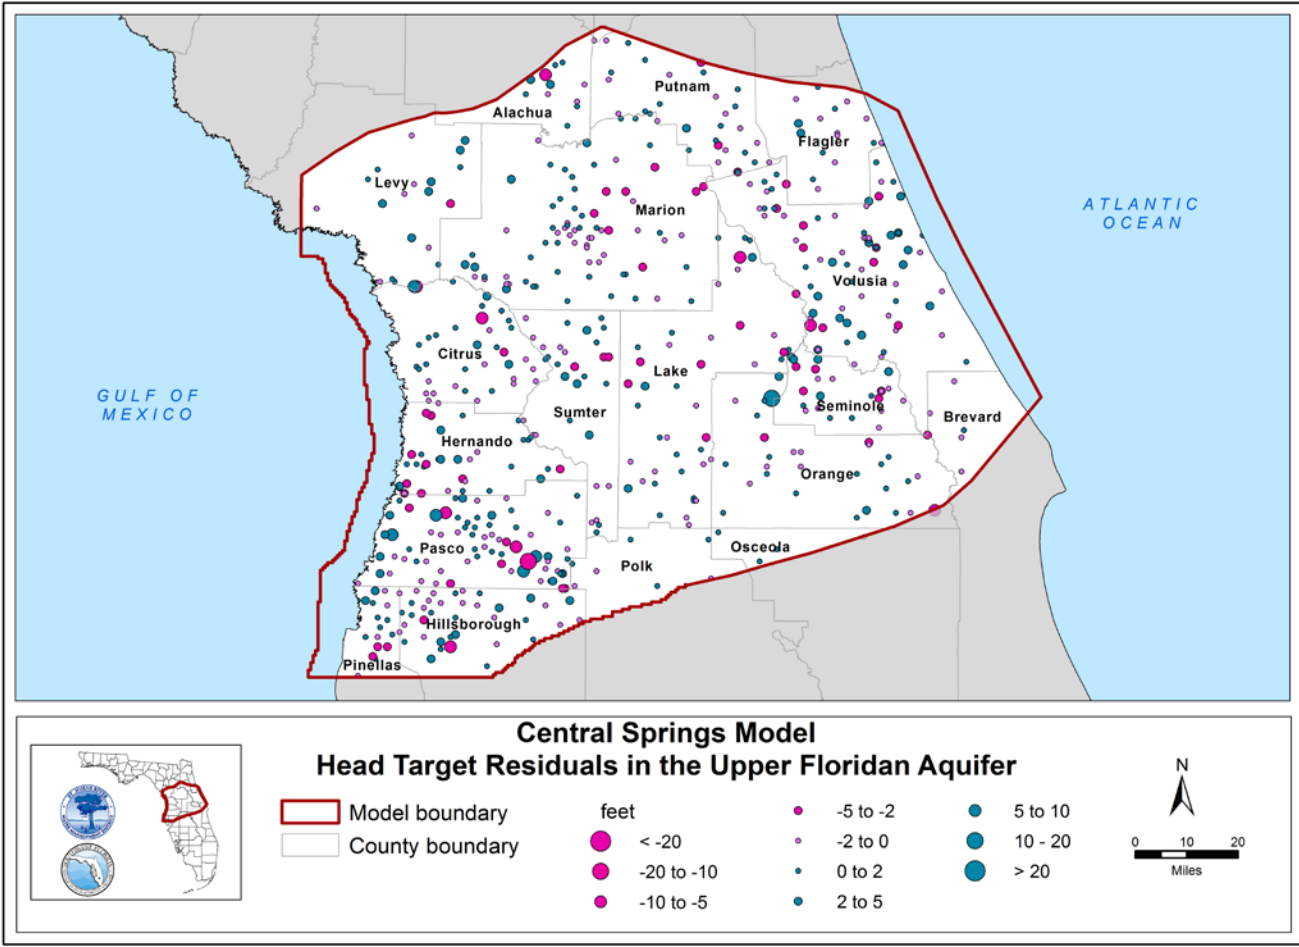 Putnam
Alachua
Flagler
Levy
Marion
ATLANTIC
OCEAN
Volusia
Citrus
Lake
GULF OF
MEXICO
Sumter
Seminole
Brevard
Hernando
Orange
Pasco
Osceola
Polk
Hillsborough
Pinellas
Central Springs Model
Head Target Residuals in the Upper Floridan Aquifer
Model boundary
County boundary
feet
< -20
-20 to -10
-10 to -5
-5 to -2
-2 to 0
0 to 2
2 to 5
5 to 10
10 - 20
> 20
N
0 10 20
Miles